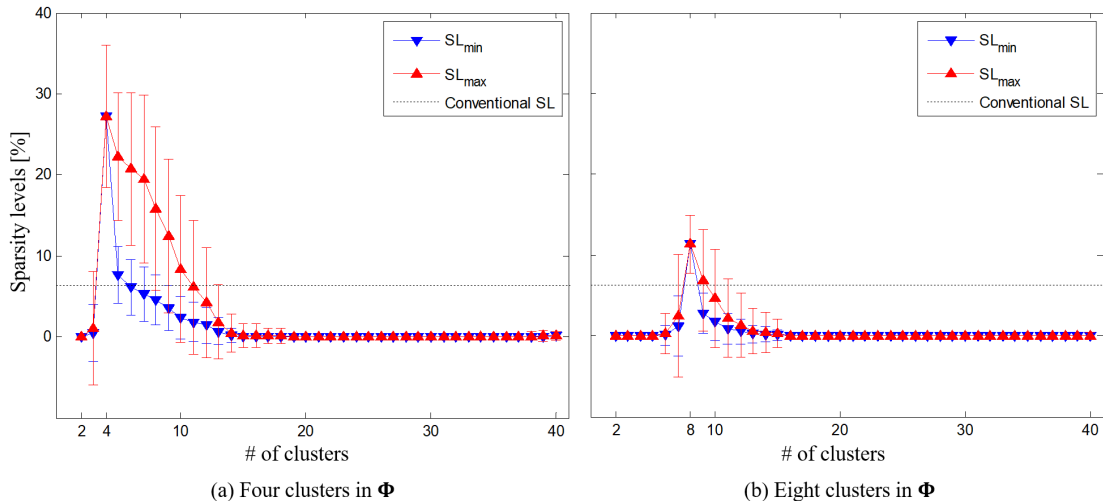 Sparsity levels [%]
40
30
20
10
0
SLmin
SLmax
Conventional SL
2 4 10 20 30 40
# of clusters
(a) Four clusters in Φ
SLmin
SLmax
Conventional SL
2 8 10 20 30 40
# of clusters
(b) Eight clusters in Φ